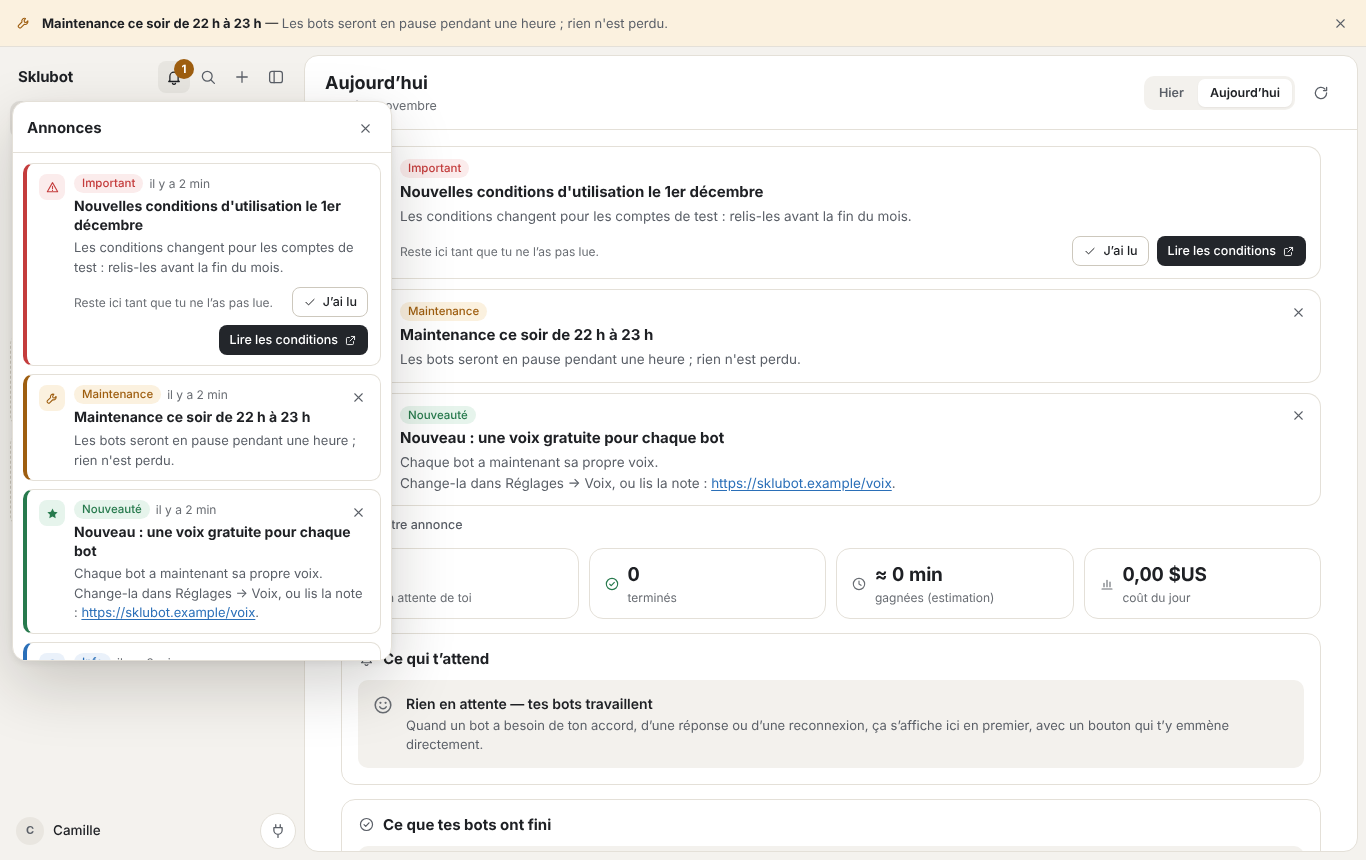 Maintenance ce soir de 22 h à 23 h — Les bots seront en pause pendant une heure ; rien n'est perdu.
Sklubot
1
Annonces
Important il y a 2 min
Nouvelles conditions d'utilisation le 1er
décembre
Les conditions changent pour les comptes de
test : relis-les avant la fin du mois.
Reste ici tant que tu ne l’as pas lue.
J’ai lu
Lire les conditions
Maintenance il y a 2 min
Maintenance ce soir de 22 h à 23 h
Les bots seront en pause pendant une heure ;
rien n'est perdu.
Nouveauté il y a 2 min
Nouveau : une voix gratuite pour chaque
bot
Chaque bot a maintenant sa propre voix.
Change-la dans Réglages → Voix, ou lis la note
: https://sklubot.example/voix.
C
Camille
Aujourd’hui
Hier
Aujourd’hui
Important
Nouvelles conditions d'utilisation le 1er décembre
Les conditions changent pour les comptes de test : relis-les avant la fin du mois.
Reste ici tant que tu ne l’as pas lue.
J’ai lu
Lire les conditions
Maintenance
Maintenance ce soir de 22 h à 23 h
Les bots seront en pause pendant une heure ; rien n'est perdu.
Nouveauté
Nouveau : une voix gratuite pour chaque bot
Chaque bot a maintenant sa propre voix.
Change-la dans Réglages → Voix, ou lis la note : https://sklubot.example/voix.
annonce
attente de toi
0
terminés
≈ 0 min
gagnées (estimation)
0,00 $US
coût du jour
Ce qui t’attend
Rien en attente — tes bots travaillent
Quand un bot a besoin de ton accord, d’une réponse ou d’une reconnexion, ça s’affiche ici en premier, avec un bouton qui t’y emmène
directement.
Ce que tes bots ont fini